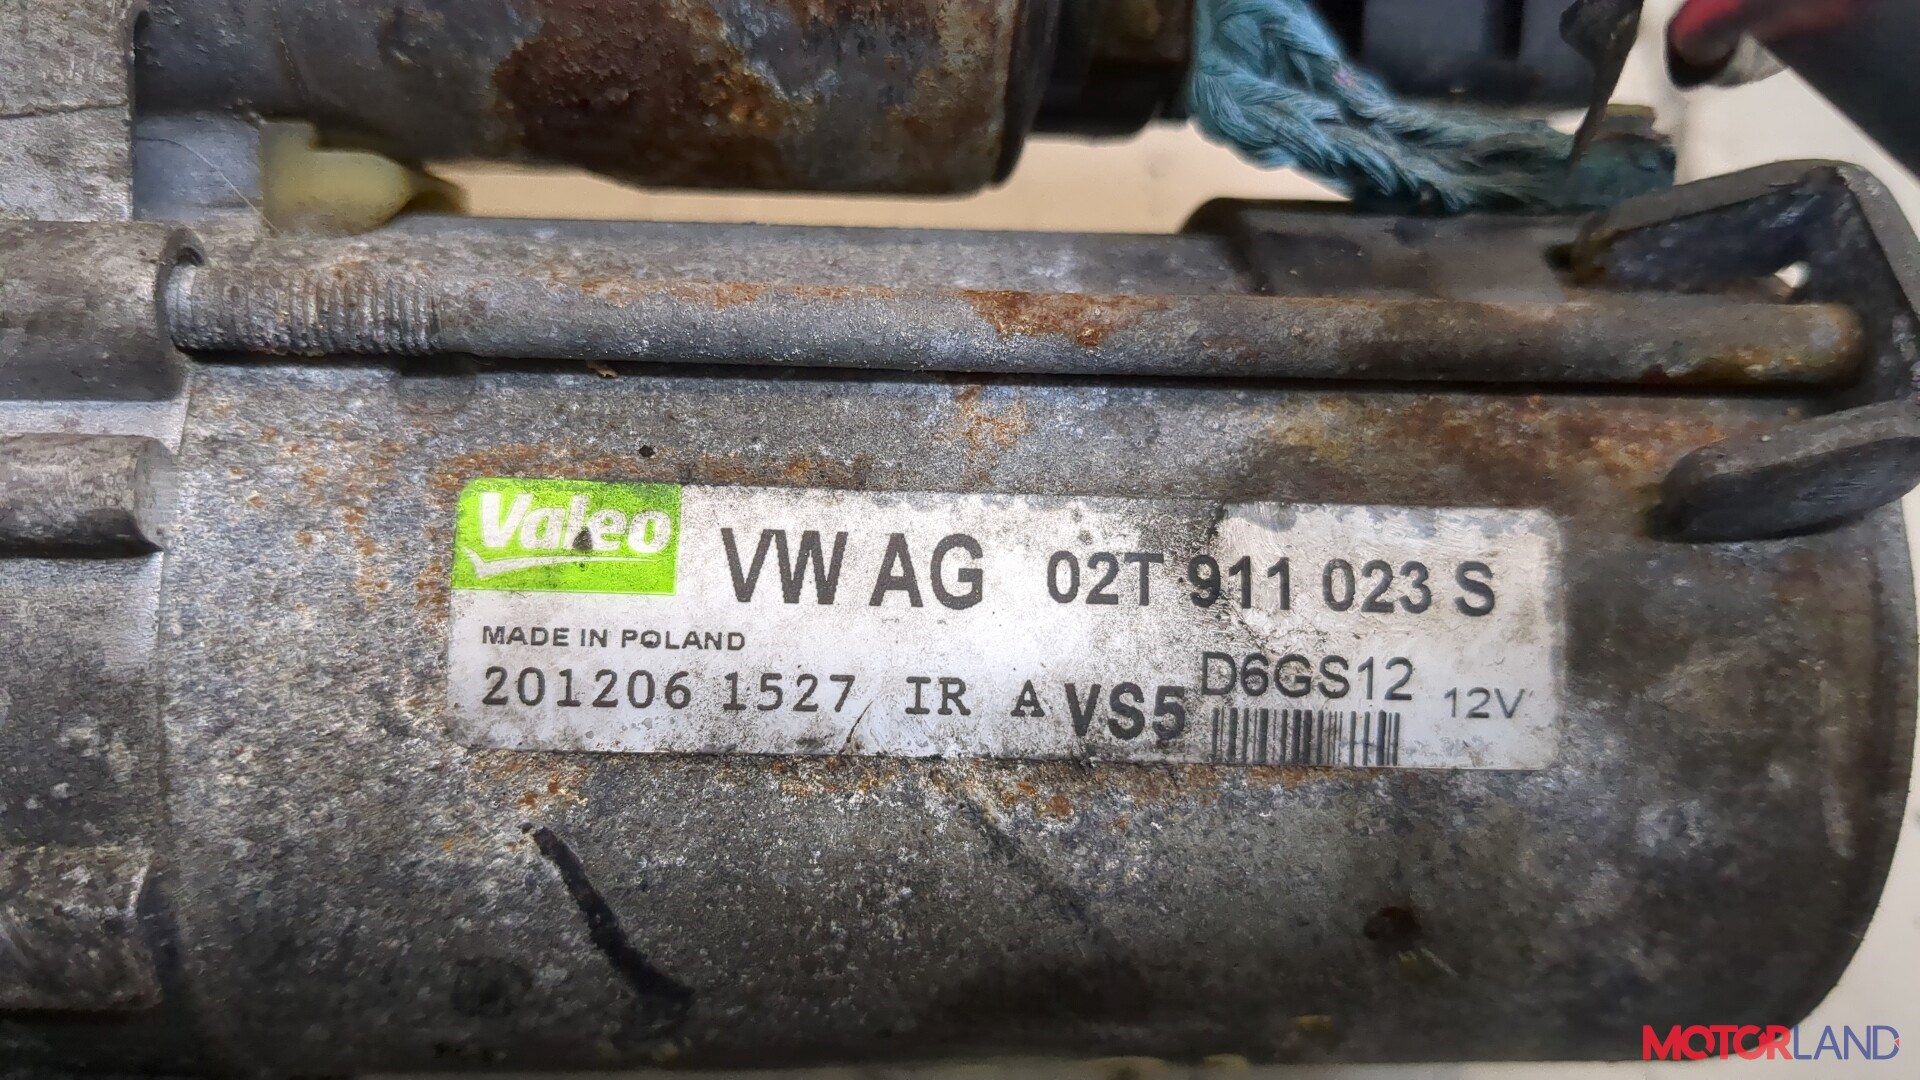 Valeo VW AG 02T 911 023 S
MADE IN POLAND
201206 1527 IR A VS5 D6GS12 12V
MOTORLAND